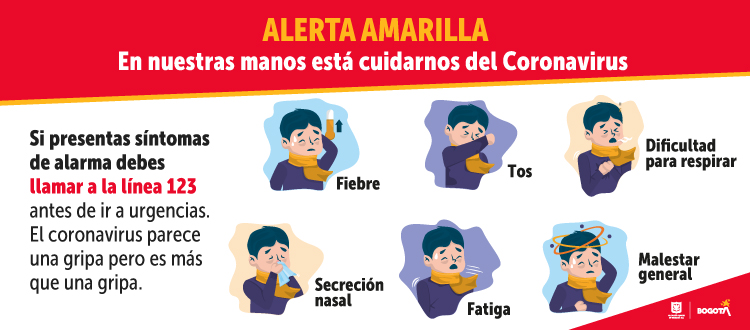 ALERTA AMARILLA
En nuestras manos está cuidarnos del Coronavirus
Si presentas síntomas
de alarma debes
llamar a la línea 123
antes de ir a urgencias.
El coronavirus parece
una gripa pero es más
que una gripa.
Fiebre
Tos
Dificultad
para respirar
Secreción
nasal
Fatiga
Malestar
general
BOGOTA